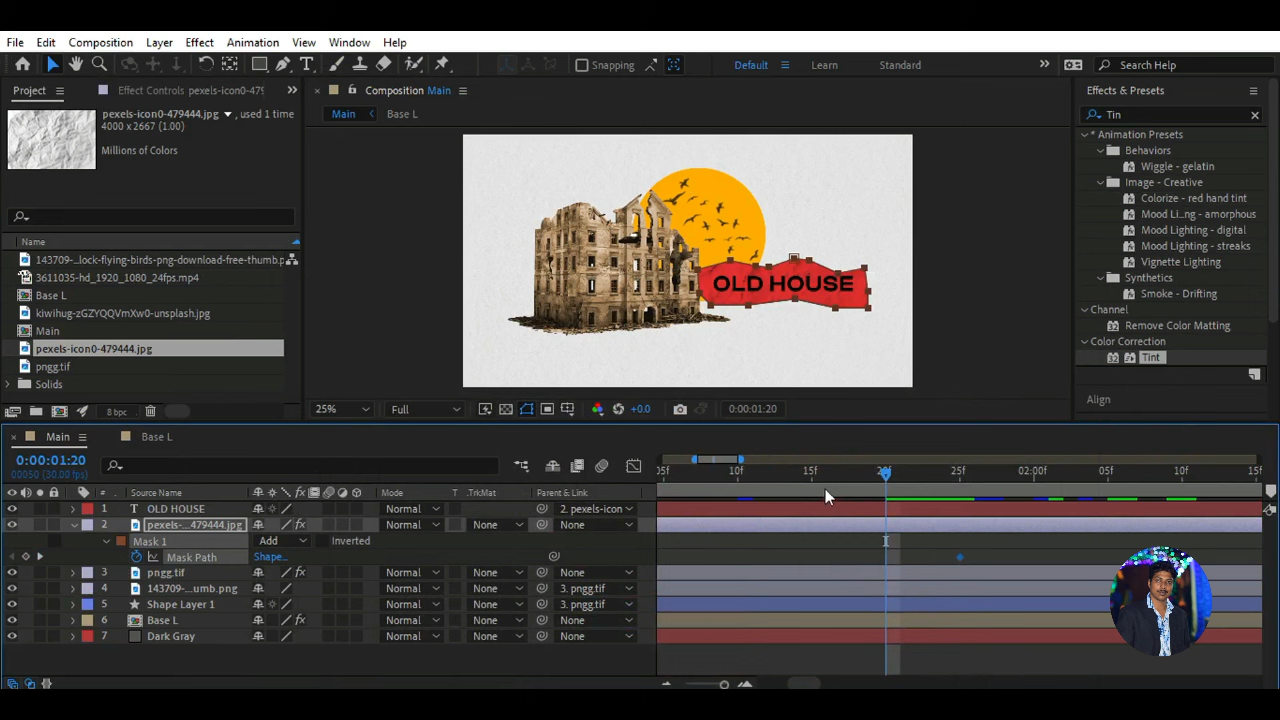 File Edit Composition Layer Effect Animation View Window Help
Snapping Default Learn Standard Search Help
Project Effect Controls pexels-icon0-479
Composition Main
Effects & Presets
Main Base L
Tin
pexels-icon0-479444.jpg , used 1 time
4000 x 2667 (1.00)
Millions of Colors
* Animation Presets
Behaviors
Wiggle - gelatin
Image - Creative
Colorize - red hand tint
Mood Li...ng - amorphous
Mood Lighting - digital
Mood Lighting - streaks
Vignette Lighting
Synthetics
Smoke - Drifting
Channel
Remove Color Matting
Color Correction
32 Tint
Align
Name
143709-...lock-flying-birds-png-download-free-thumb.p
3611035-hd_1920_1080_24fps.mp4
Base L
kiwihug-zGZYQQVmXw0-unsplash.jpg
Main
pexels-icon0-479444.jpg
pngg.tif
Solids
8 bpc
OLD HOUSE
25% Full +0.0 0:00:01:20
Main Base L
0:00:01:20
00050 (30.00 fps)
05f 10f 15f 20f 25f 02:00f 05f 10f 15f
# Source Name Mode T .TrkMat Parent & Link
1 T OLD HOUSE Normal 2. pexels-icon
2 pexels-...479444.jpg fx Normal None None
Mask 1 Add Inverted
Mask Path Shape...
3 pngg.tif fx Normal None None
4 143709-...umb.png Normal None 3. pngg.tif
5 Shape Layer 1 Normal None 3. pngg.tif
6 Base L fx Normal None None
7 Dark Gray Normal None None